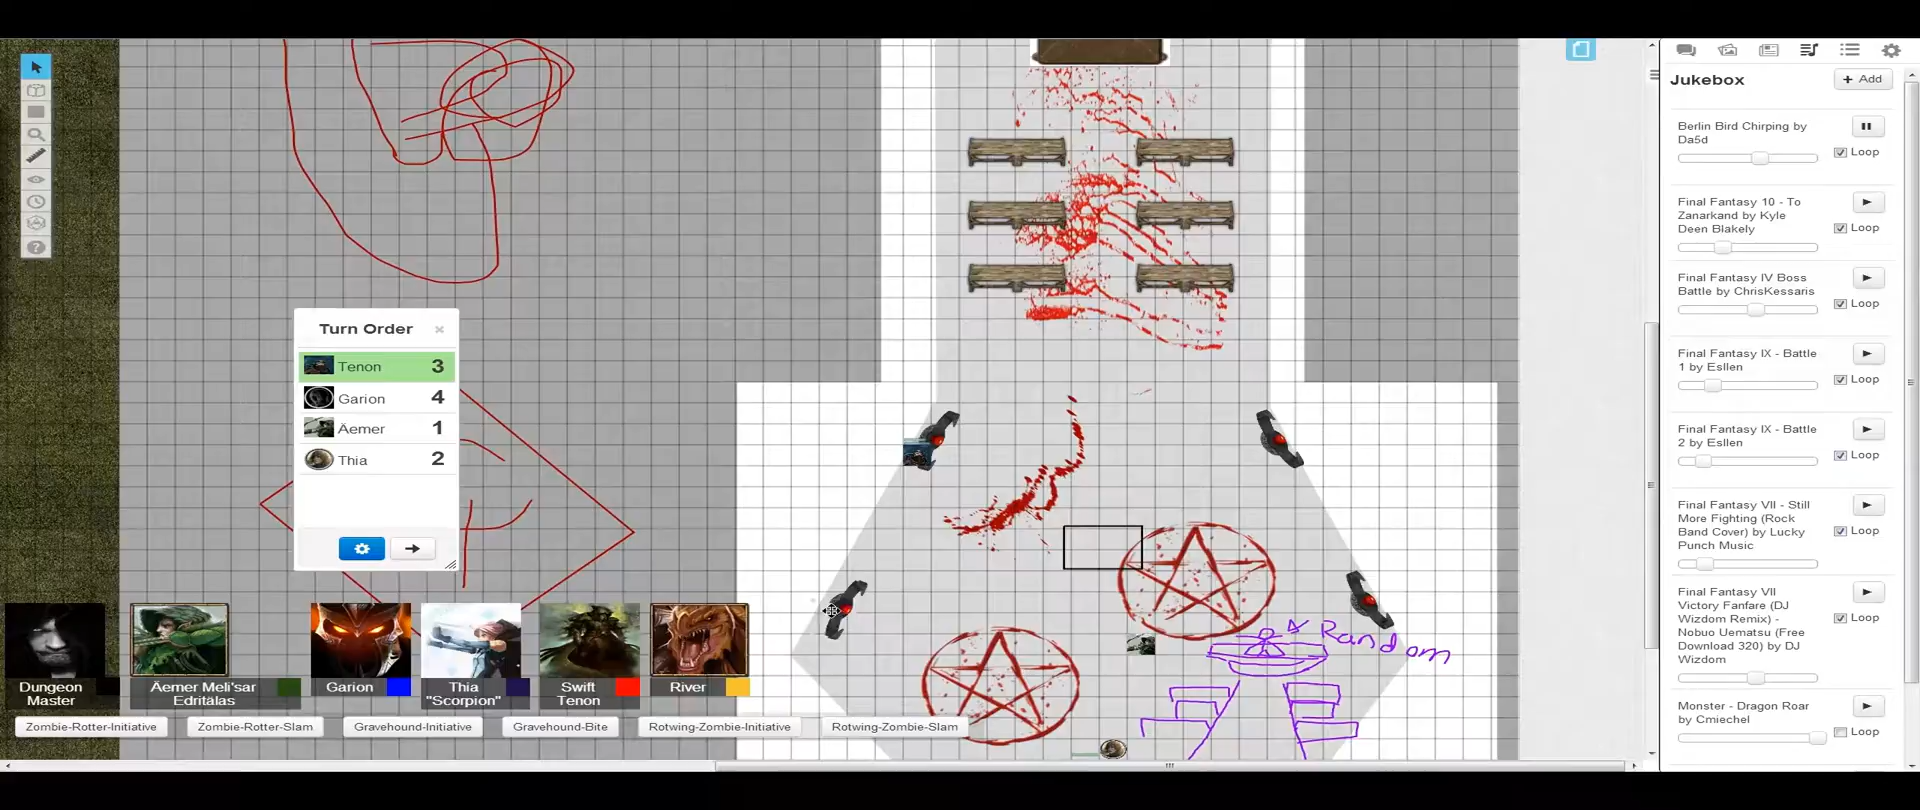 Jukebox
+ Add
Berlin Bird Chirping by
Da5d
Loop
Final Fantasy 10 - To
Zanarkand by Kyle
Deen Blakely
Loop
Final Fantasy IV Boss
Battle by ChrisKessaris
Loop
Final Fantasy IX - Battle
1 by Esllen
Loop
Final Fantasy IX - Battle
2 by Esllen
Loop
Final Fantasy VII - Still
More Fighting (Rock
Band Cover) by Lucky
Punch Music
Loop
Final Fantasy VII
Victory Fanfare (DJ
Wizdom Remix) -
Nobuo Uematsu (Free
Download 320) by DJ
Wizdom
Loop
Monster - Dragon Roar
by Cmiechel
Loop
Turn Order
Tenon 3
Garion 4
Äemer 1
Thia 2
Random
Dungeon
Master
Äemer Meli'sar
Edritalas
Garion
Thia
"Scorpion"
Swift
Tenon
River
Zombie-Rotter-Initiative
Zombie-Rotter-Slam
Gravehound-Initiative
Gravehound-Bite
Rotwing-Zombie-Initiative
Rotwing-Zombie-Slam